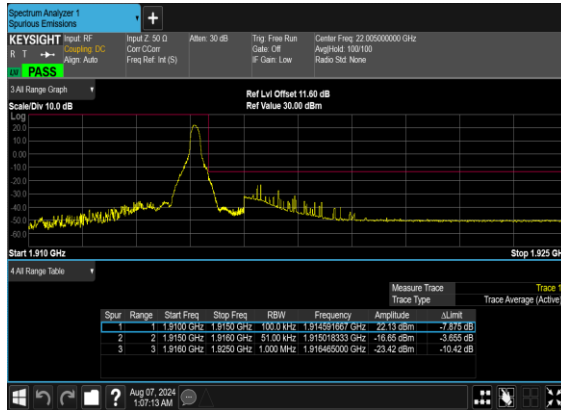 Spectrum Analyzer 1
Spurious Emissions
KEYSIGHT Input: RF Input Z: 50 Ω Atten: 30 dB Trig: Free Run Center Freq: 22.005000000 GHz
R T Coupling: DC Corr CCorr Gate: Off Avg|Hold: 100/100
Align: Auto Freq Ref: Int (S) IF Gain: Low Radio Std: None
PASS
3 All Range Graph
Ref Lvl Offset 11.60 dB
Scale/Div 10.0 dB Ref Value 30.00 dBm
Log
20.0
10.0
0.00
-10.0
-20.0
-30.0
-40.0
-50.0
-60.0
Start 1.910 GHz Stop 1.925 GH
4 All Range Table
Measure Trace Trace 1
Trace Type Trace Average (Active)
Spur Range Start Freq Stop Freq RBW Frequency Amplitude ΔLimit
1 1 1.9100 GHz 1.9150 GHz 100.0 kHz 1.914591667 GHz 22.13 dBm -7.875 dB
2 2 1.9150 GHz 1.9160 GHz 51.00 kHz 1.915018333 GHz -16.65 dBm -3.655 dB
3 3 1.9160 GHz 1.9250 GHz 1.000 MHz 1.916465000 GHz -23.42 dBm -10.42 dB
Aug 07, 2024
1:07:13 AM